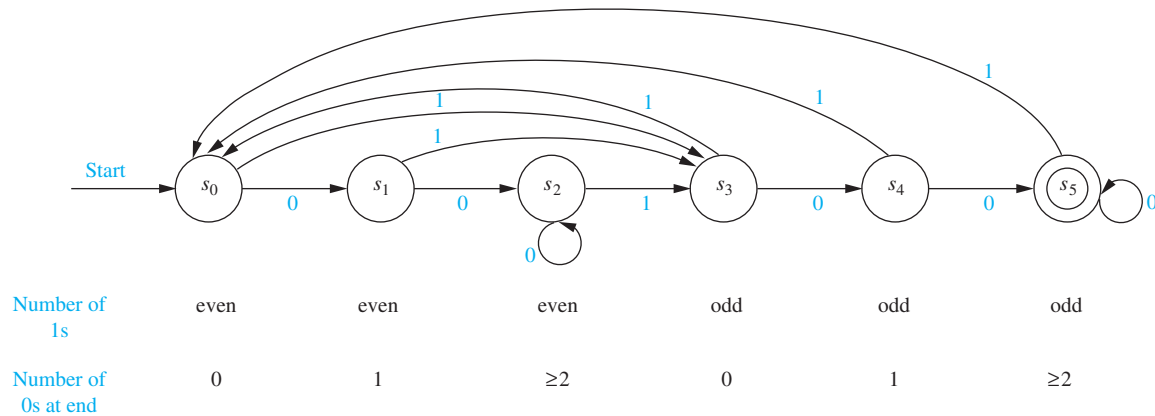 1
1
1
1
1
Start
s0
s1
s2
s3
s4
s5
0
0
1
0
0
0
0
Number of
1s
even
even
even
odd
odd
odd
Number of
0s at end
0
1
≥2
0
1
≥2